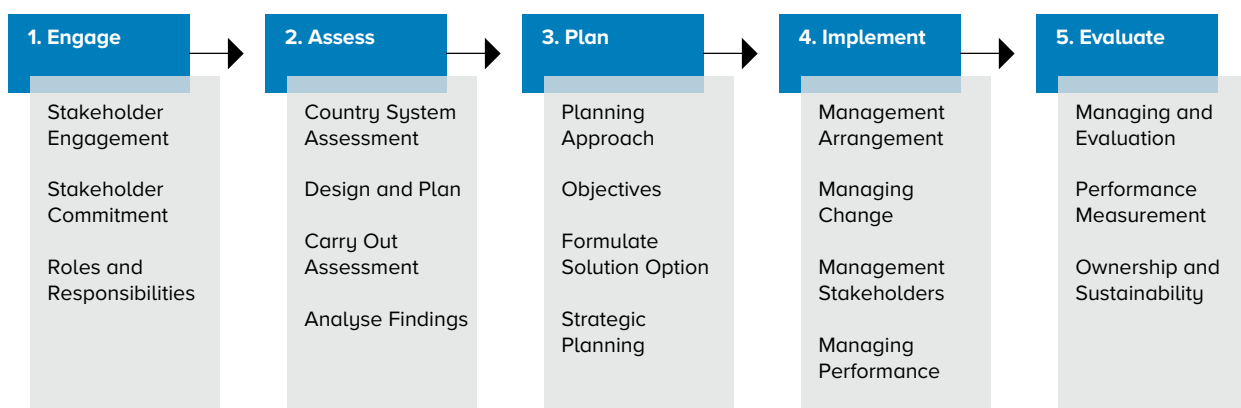 1. Engage
Stakeholder
Engagement
Stakeholder
Commitment
Roles and
Responsibilities
2. Assess
Country System
Assessment
Design and Plan
Carry Out
Assessment
Analyse Findings
3. Plan
Planning
Approach
Objectives
Formulate
Solution Option
Strategic
Planning
4. Implement
Management
Arrangement
Managing
Change
Management
Stakeholders
Managing
Performance
5. Evaluate
Managing and
Evaluation
Performance
Measurement
Ownership and
Sustainability